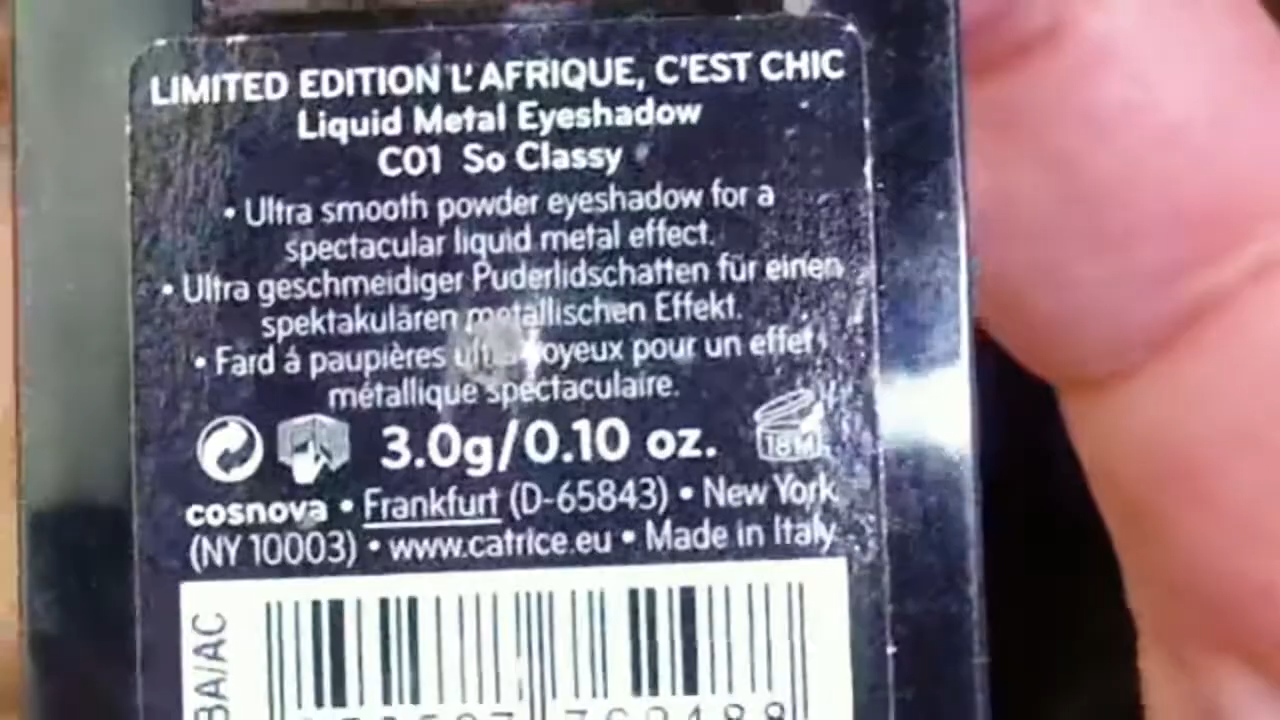 LIMITED EDITION L'AFRIQUE, C'EST CHIC
Liquid Metal Eyeshadow
C01 So Classy
• Ultra smooth powder eyeshadow for a
spectacular liquid metal effect.
• Ultra geschmeidiger Puderlidschatten für einen
spektakulären metallischen Effekt.
• Fard á paupières pour un effet
métallique spectaculaire.
3.0g/0.10 oz. 18M
cosnova • Frankfurt (D-65843) • New York
(NY 10003) • www.catrice.eu • Made in Italy
BA/AC